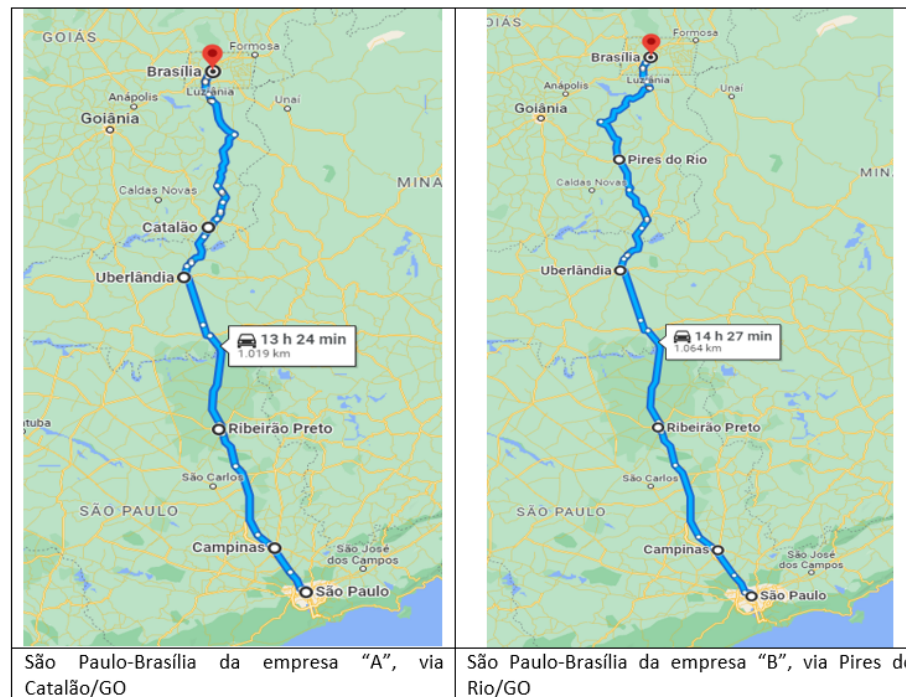 GOIÁS
Formosa
Brasília
Luziânia
Unaí
Anápolis
Goiânia
Caldas Novas
MINA
Catalão
Uberlândia
13 h 24 min
1.019 km
Ribeirão Preto
São Carlos
SÃO PAULO
Campinas
São José
dos Campos
São Paulo
São Paulo-Brasília da empresa “A”, via
Catalão/GO
OIÁS
Formosa
Brasília
Luziânia
Unaí
Anápolis
Goiânia
Pires do Rio
Caldas Novas
MINA
Uberlândia
14 h 27 min
1.064 km
Ribeirão Preto
São Carlos
SÃO PAULO
Campinas
São José
dos Campos
São Paulo
São Paulo-Brasília da empresa “B”, via Pires do
Rio/GO